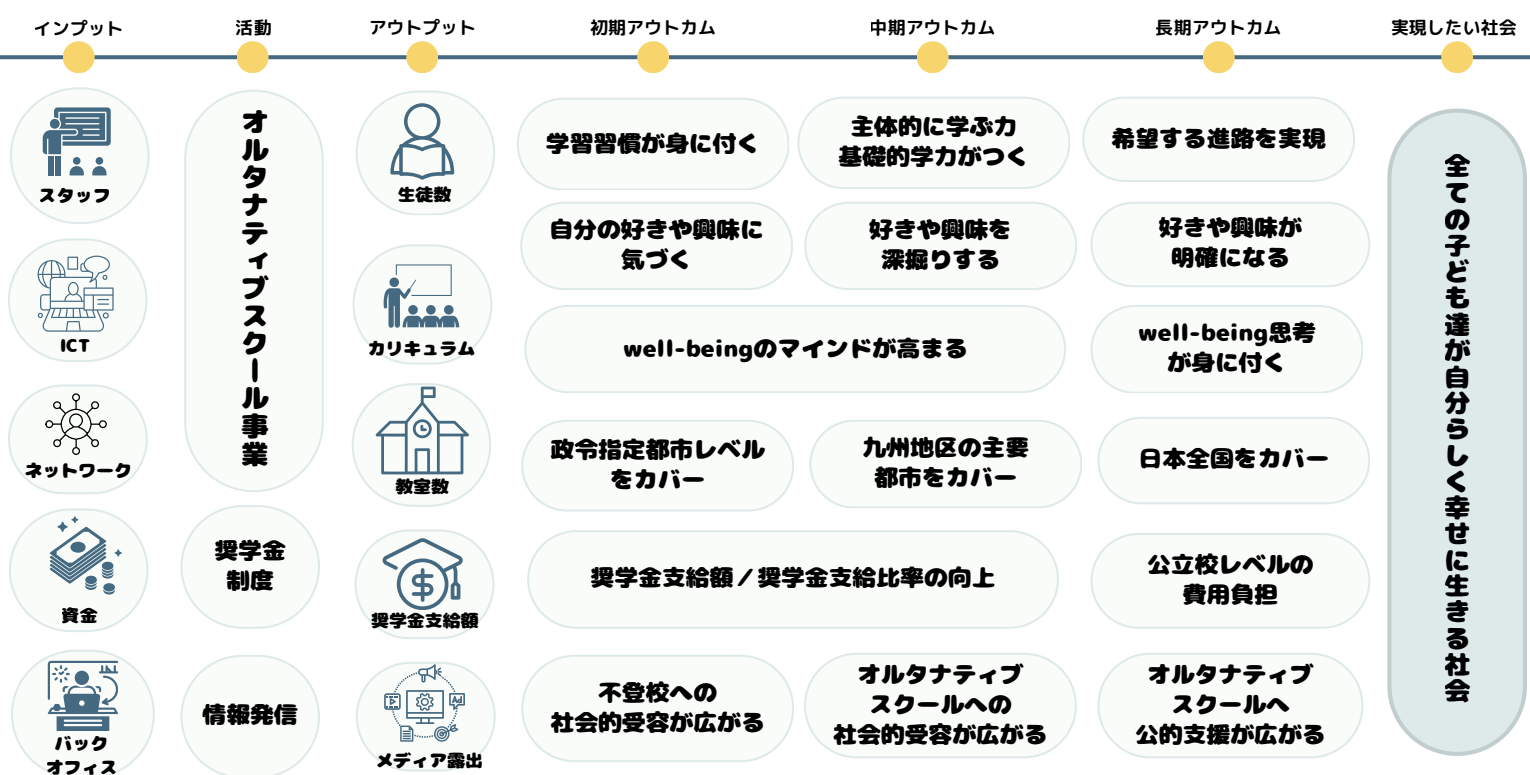 インプット
活動
アウトプット
初期アウトカム
中期アウトカム
長期アウトカム
実現したい社会
スタッフ
ICT
ネットワーク
資金
バック
オフィス
オルタナティブスクール事業
奨学金
制度
情報発信
生徒数
カリキュラム
教室数
奨学金支給額
Ad
メディア露出
学習習慣が身に付く
主体的に学ぶ力
基礎的学力がつく
希望する進路を実現
自分の好きや興味に
気づく
好きや興味を
深掘りする
好きや興味が
明確になる
well-beingのマインドが高まる
well-being思考
が身に付く
政令指定都市レベル
をカバー
九州地区の主要
都市をカバー
日本全国をカバー
奨学金支給額／奨学金支給比率の向上
公立校レベルの
費用負担
不登校への
社会的受容が広がる
オルタナティブ
スクールへの
社会的受容が広がる
オルタナティブ
スクールへ
公的支援が広がる
全ての子ども達が自分らしく幸せに生きる社会